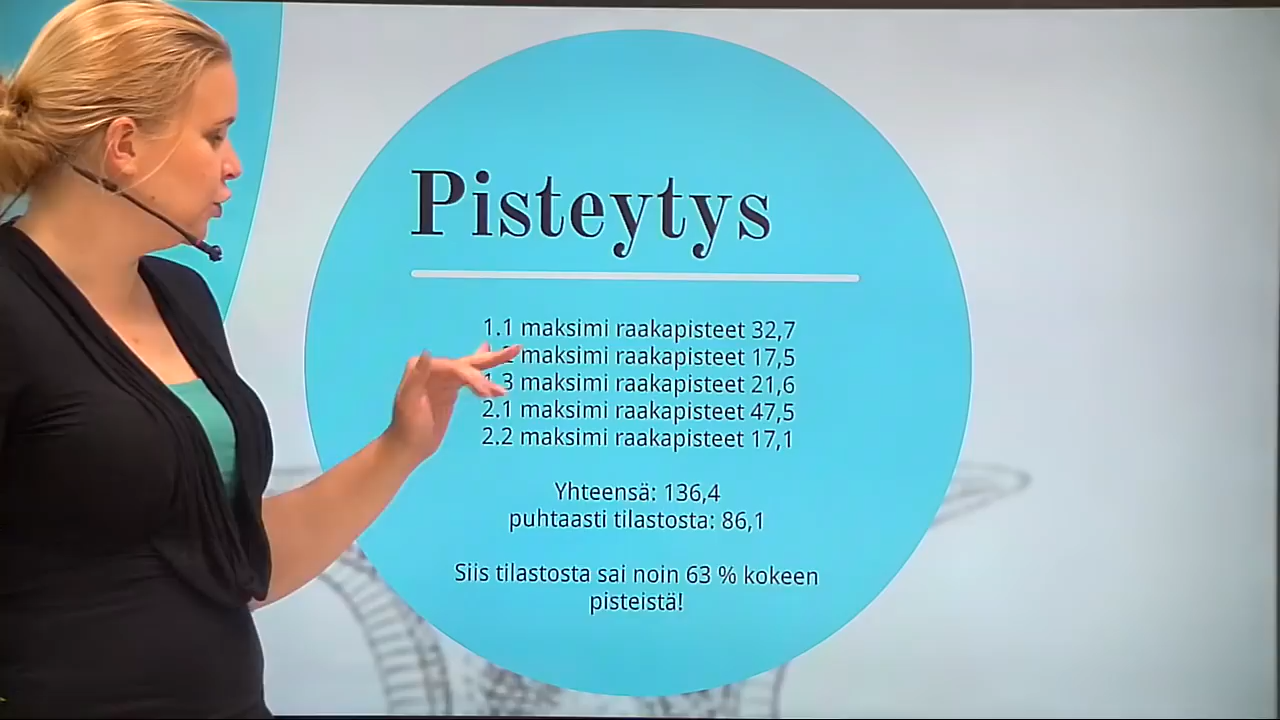 Pisteytys
1.1 maksimi raakapisteet 32,7
maksimi raakapisteet 17,5
1.3 maksimi raakapisteet 21,6
2.1 maksimi raakapisteet 47,5
2.2 maksimi raakapisteet 17,1
Yhteensä: 136,4
puhtaasti tilastosta: 86,1
Siis tilastosta sai noin 63 % kokeen
pisteistä!